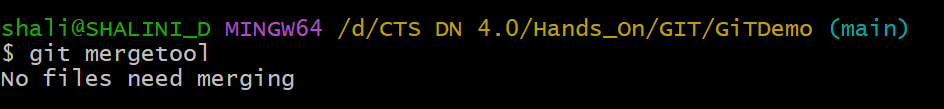 shali@SHALINI_D MINGW64 /d/CTS DN 4.0/Hands_On/GIT/GiTDemo (main)
$ git mergetool
No files need merging